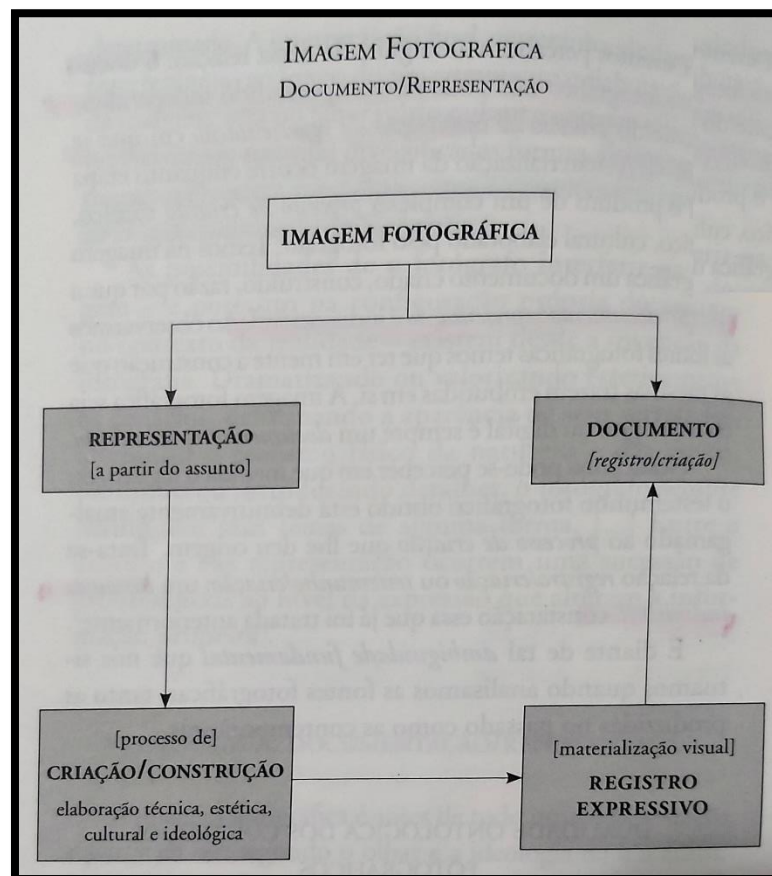 IMAGEM FOTOGRÁFICA
DOCUMENTO/REPRESENTAÇÃO
IMAGEM FOTOGRÁFICA
REPRESENTAÇÃO
[a partir do assunto]
DOCUMENTO
[registro/criação]
[processo de]
CRIAÇÃO/CONSTRUÇÃO
elaboração técnica, estética,
cultural e ideológica
[materialização visual]
REGISTRO
EXPRESSIVO